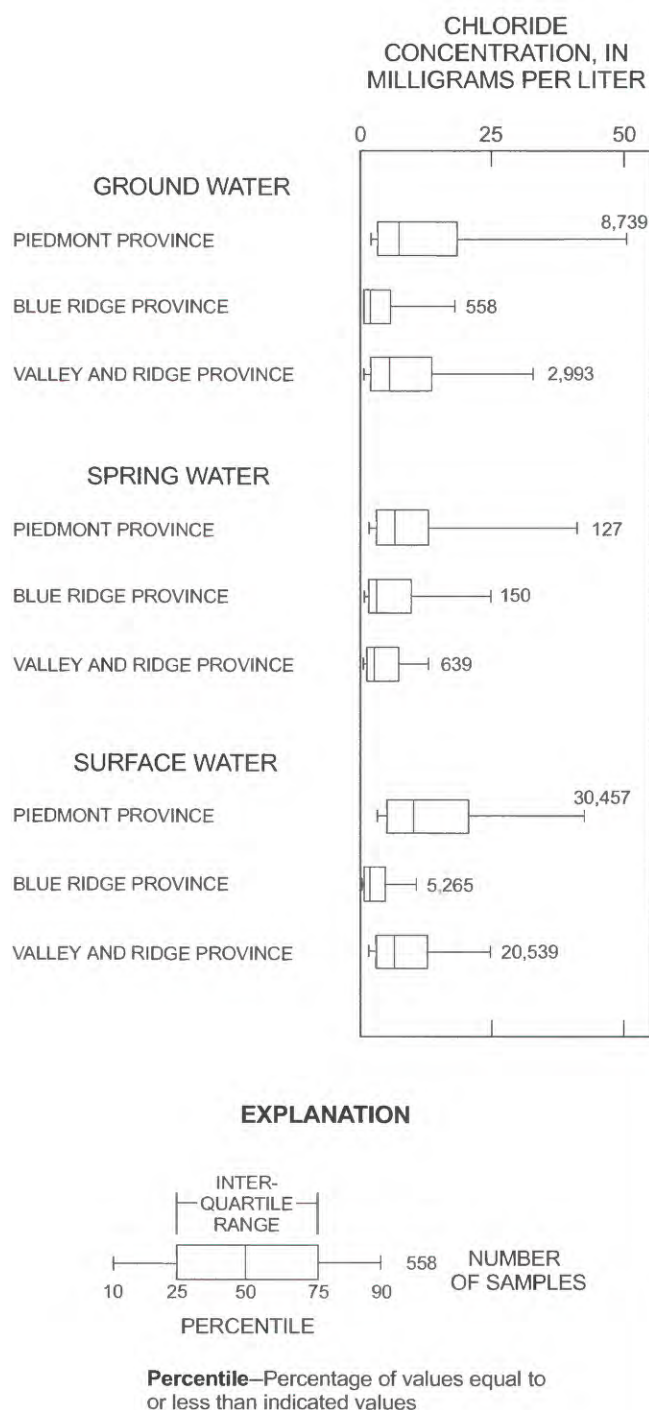 CHLORIDE
CONCENTRATION, IN
MILLIGRAMS PER LITER
0 25 50
GROUND WATER
PIEDMONT PROVINCE 8,739
BLUE RIDGE PROVINCE 558
VALLEY AND RIDGE PROVINCE 2,993
SPRING WATER
PIEDMONT PROVINCE 127
BLUE RIDGE PROVINCE 150
VALLEY AND RIDGE PROVINCE 639
SURFACE WATER
PIEDMONT PROVINCE 30,457
BLUE RIDGE PROVINCE 5,265
VALLEY AND RIDGE PROVINCE 20,539
EXPLANATION
INTER-
QUARTILE
RANGE
558 NUMBER
OF SAMPLES
10 25 50 75 90
PERCENTILE
Percentile–Percentage of values equal to
or less than indicated values